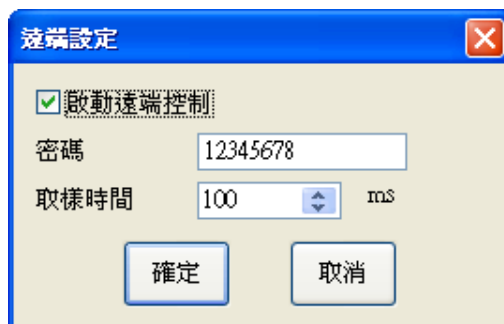 遠端設定
啟動遠端控制
密碼 12345678
取樣時間 100 ms
確定 取消